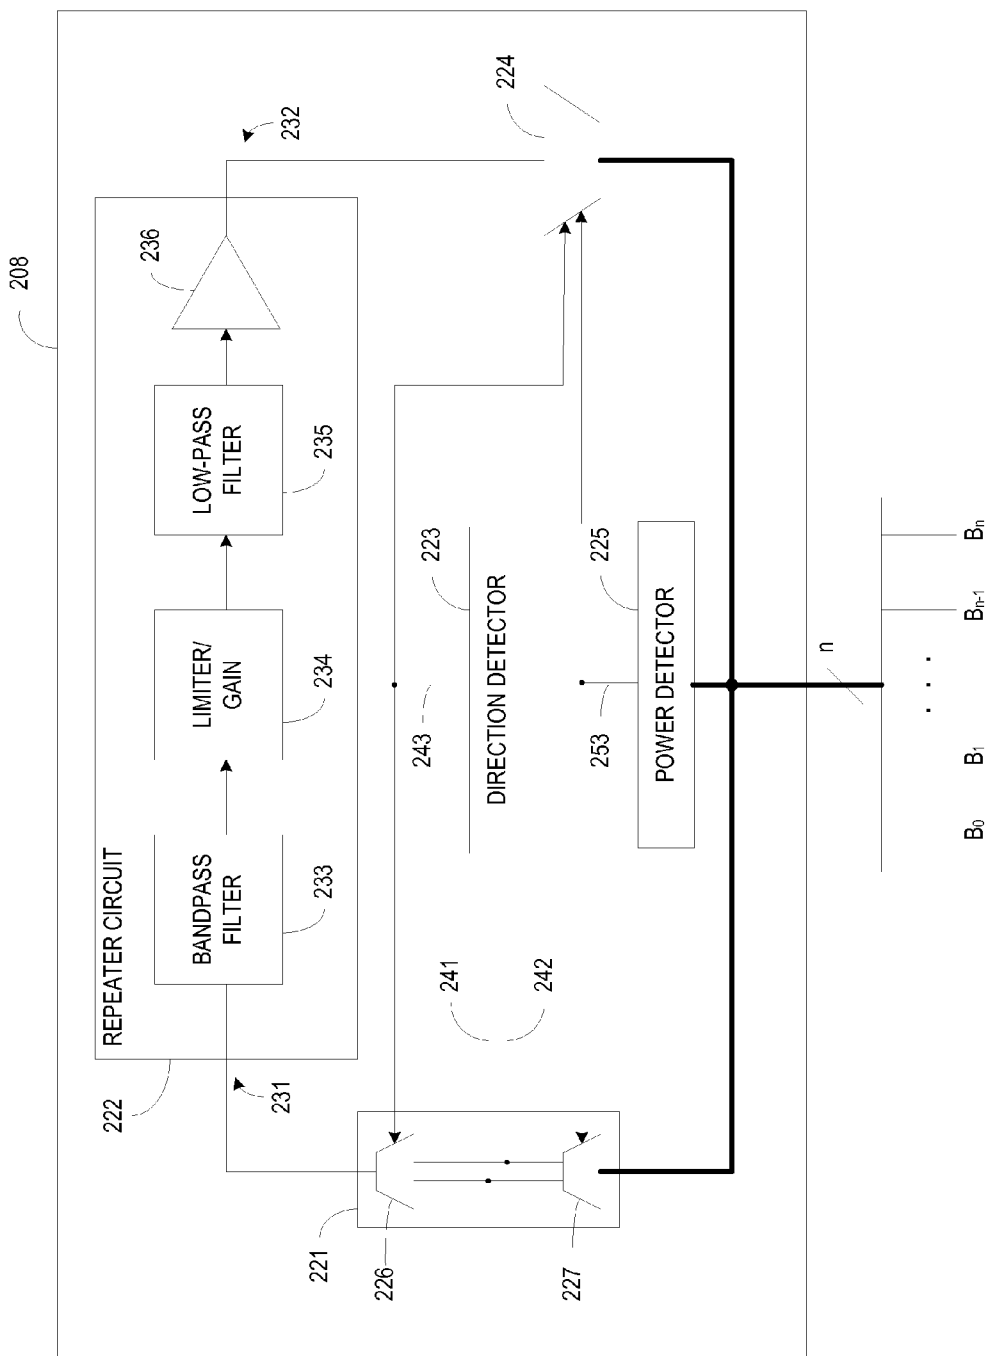 208
REPEATER CIRCUIT
222
231
BANDPASS
FILTER
233
LIMITER/
GAIN
234
LOW-PASS
FILTER
235
236
232
224
221
226
227
241
242
243
DIRECTION DETECTOR
223
253
POWER DETECTOR
225
n
B0
B1
. . .
Bn-1
Bn